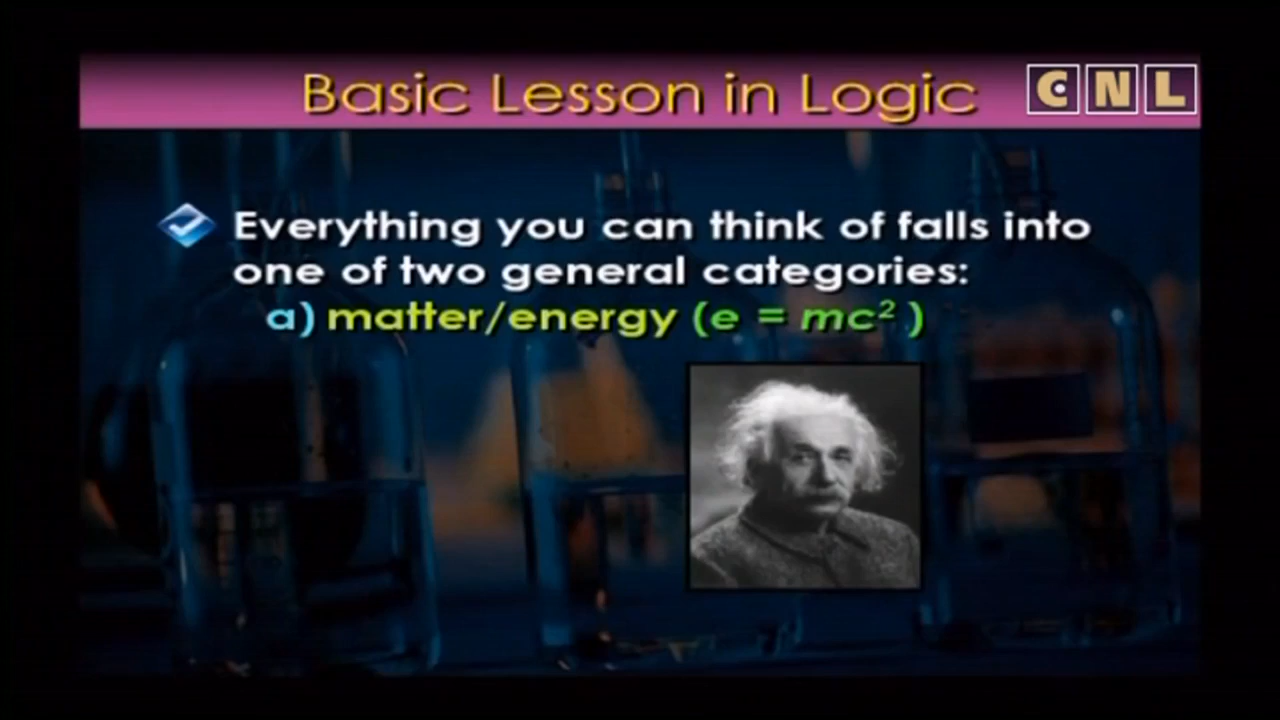 Basic Lesson in Logic
CNL
Everything you can think of falls into
one of two general categories:
a) matter/energy (e = mc² )